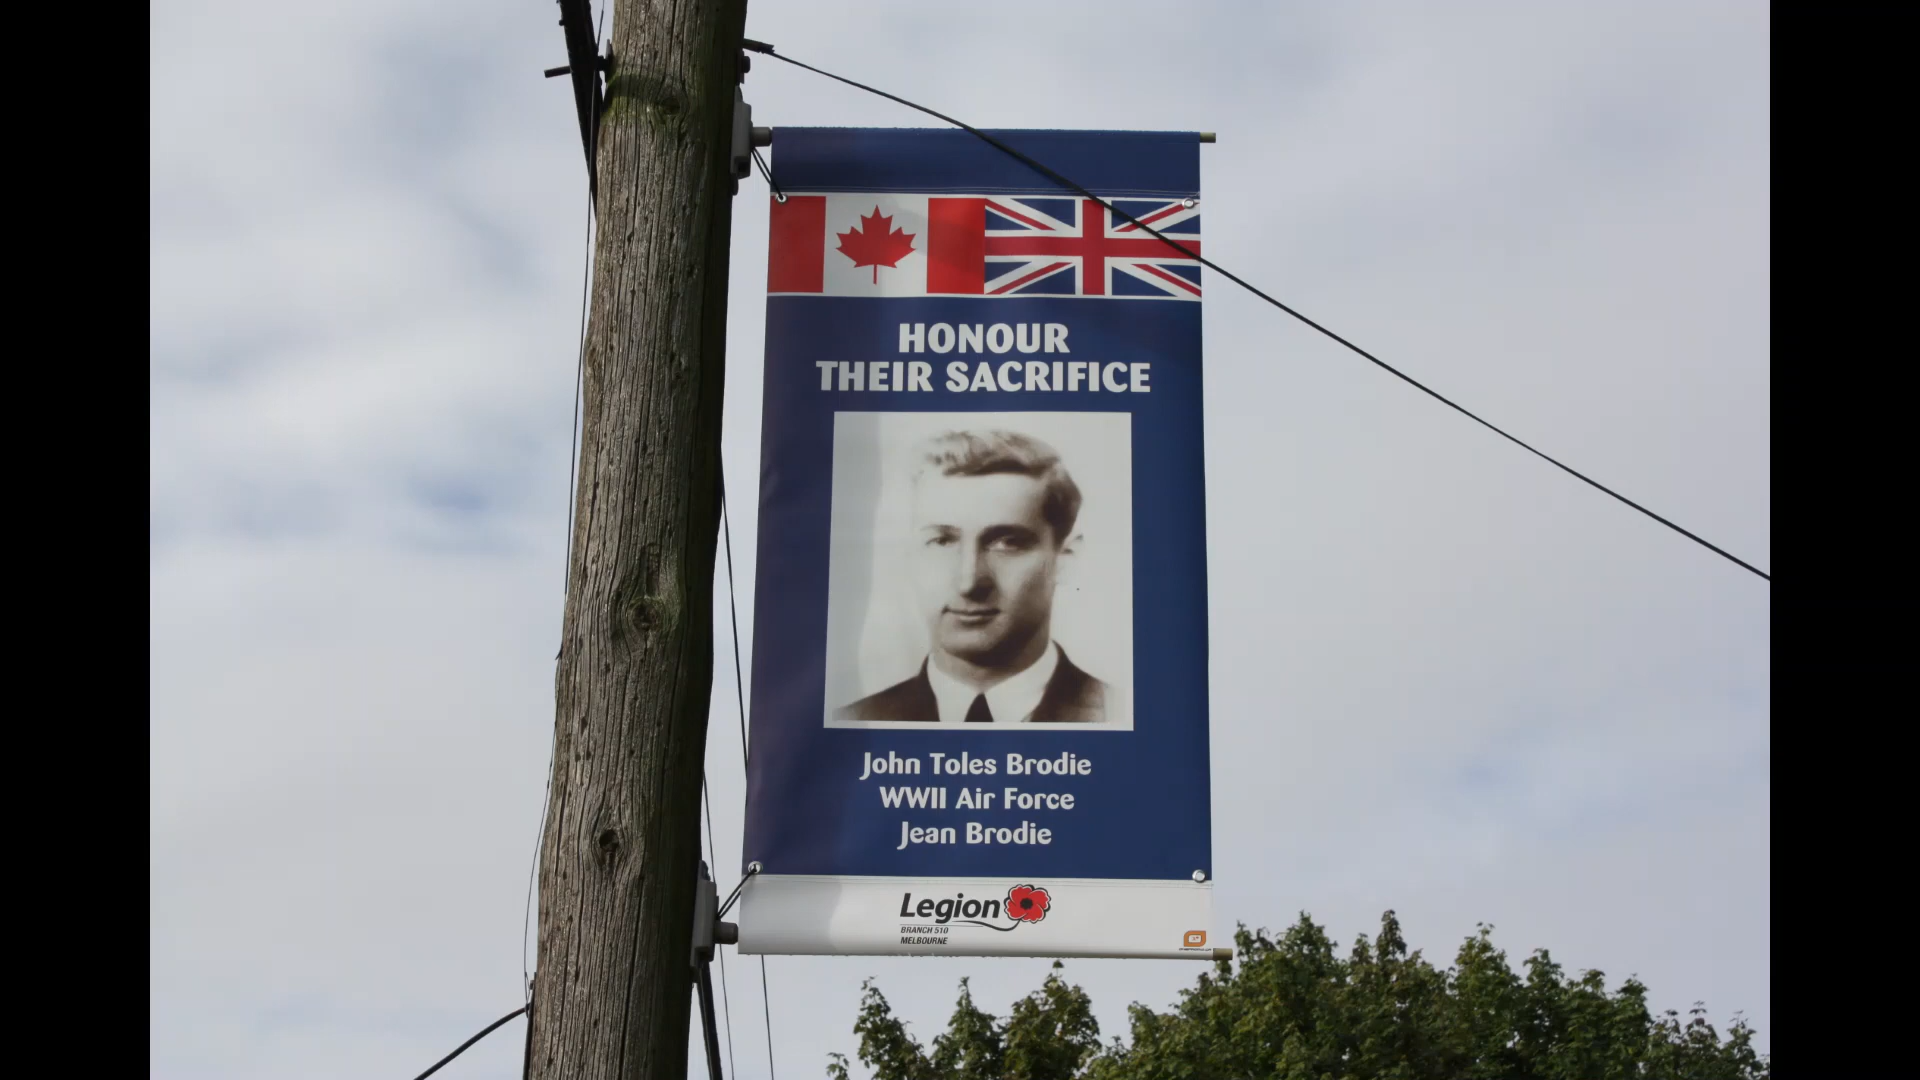 HONOUR
THEIR SACRIFICE
John Toles Brodie
WWII Air Force
Jean Brodie
Legion
BRANCH 510
MELBOURNE